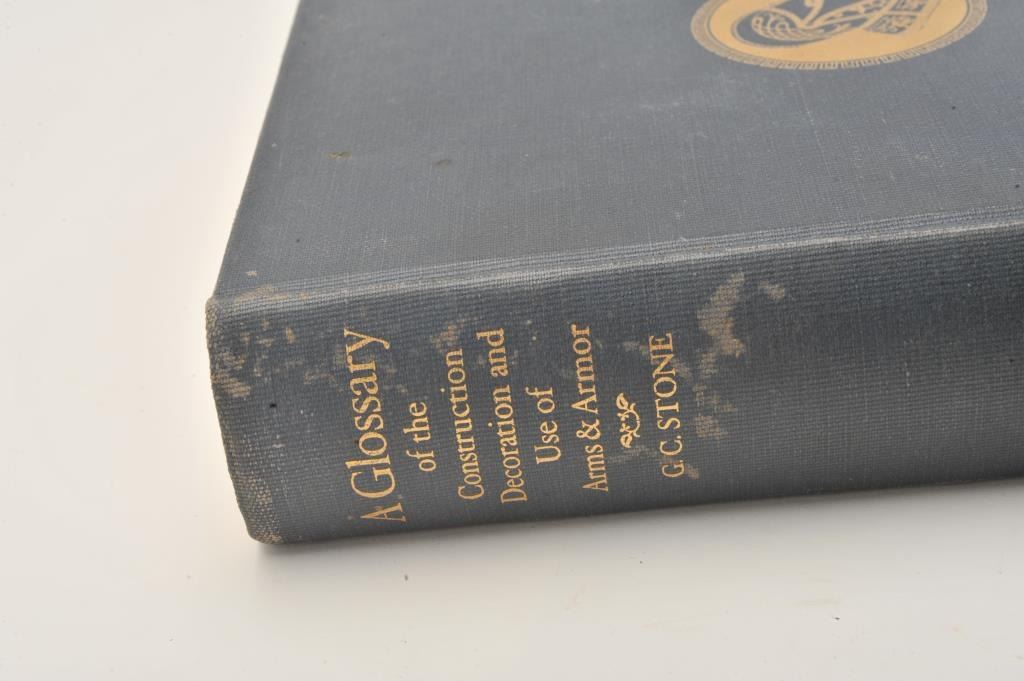 A Glossary
of the
Construction
Decoration and
Use of
Arms & Armor
G. C. STONE